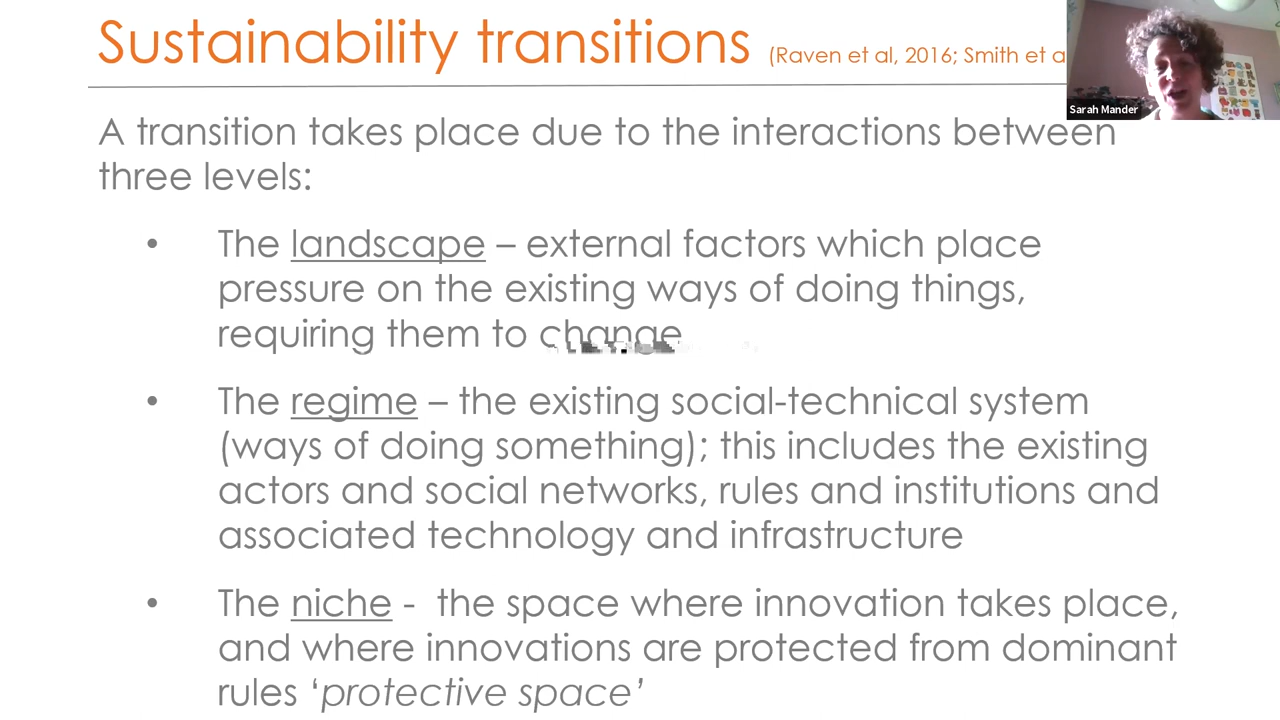 Sustainability transitions (Raven et al, 2016; Smith et
Sarah Mander
A transition takes place due to the interactions between
three levels:
• The landscape – external factors which place
pressure on the existing ways of doing things,
requiring them to change
• The regime – the existing social-technical system
(ways of doing something); this includes the existing
actors and social networks, rules and institutions and
associated technology and infrastructure
• The niche - the space where innovation takes place,
and where innovations are protected from dominant
rules ‘protective space’